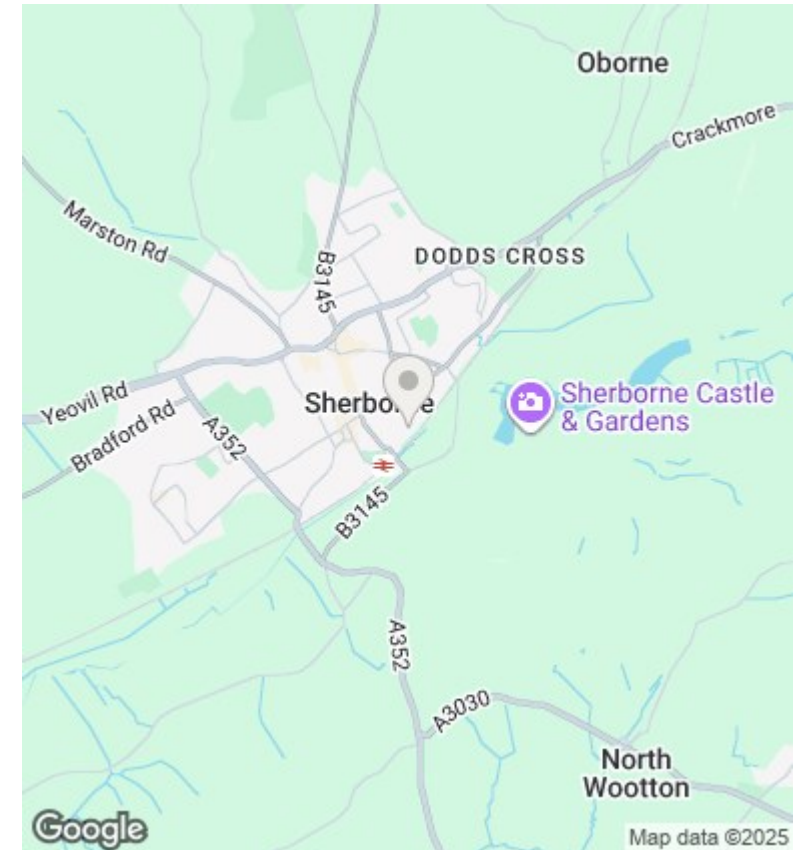 Oborne
Crackmore
Marston Rd
B3145
DODDS CROSS
Yeovil Rd
Bradford Rd
A352
Sherborne
Sherborne Castle
& Gardens
B3145
A352
A3030
North
Wootton
Google
Map data ©2025